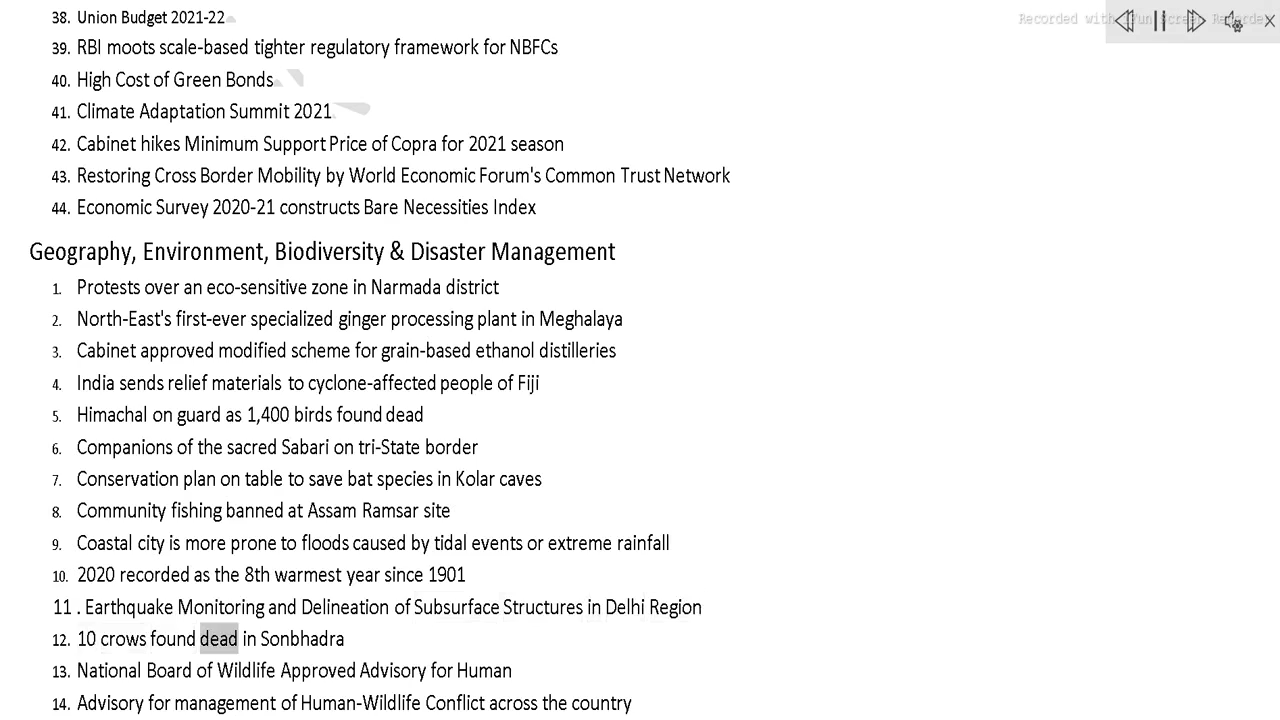 38. Union Budget 2021-22
Recorded with
39. RBI moots scale-based tighter regulatory framework for NBFCs
40. High Cost of Green Bonds
41. Climate Adaptation Summit 2021
42. Cabinet hikes Minimum Support Price of Copra for 2021 season
43. Restoring Cross Border Mobility by World Economic Forum's Common Trust Network
44. Economic Survey 2020-21 constructs Bare Necessities Index
Geography, Environment, Biodiversity & Disaster Management
1. Protests over an eco-sensitive zone in Narmada district
2. North-East's first-ever specialized ginger processing plant in Meghalaya
3. Cabinet approved modified scheme for grain-based ethanol distilleries
4. India sends relief materials to cyclone-affected people of Fiji
5. Himachal on guard as 1,400 birds found dead
6. Companions of the sacred Sabari on tri-State border
7. Conservation plan on table to save bat species in Kolar caves
8. Community fishing banned at Assam Ramsar site
9. Coastal city is more prone to floods caused by tidal events or extreme rainfall
10. 2020 recorded as the 8th warmest year since 1901
11 . Earthquake Monitoring and Delineation of Subsurface Structures in Delhi Region
12. 10 crows found dead in Sonbhadra
13. National Board of Wildlife Approved Advisory for Human
14. Advisory for management of Human-Wildlife Conflict across the country